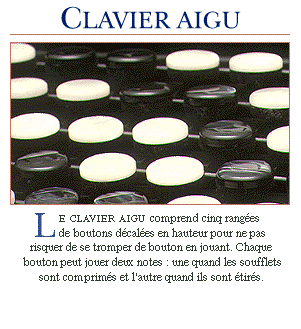 CLAVIER AIGU
LE CLAVIER AIGU comprend cinq rangées
de boutons décalées en hauteur pour ne pas
risquer de se tromper de bouton en jouant. Chaque
bouton peut jouer deux notes : une quand les soufflets
sont comprimés et l'autre quand ils sont étirés.